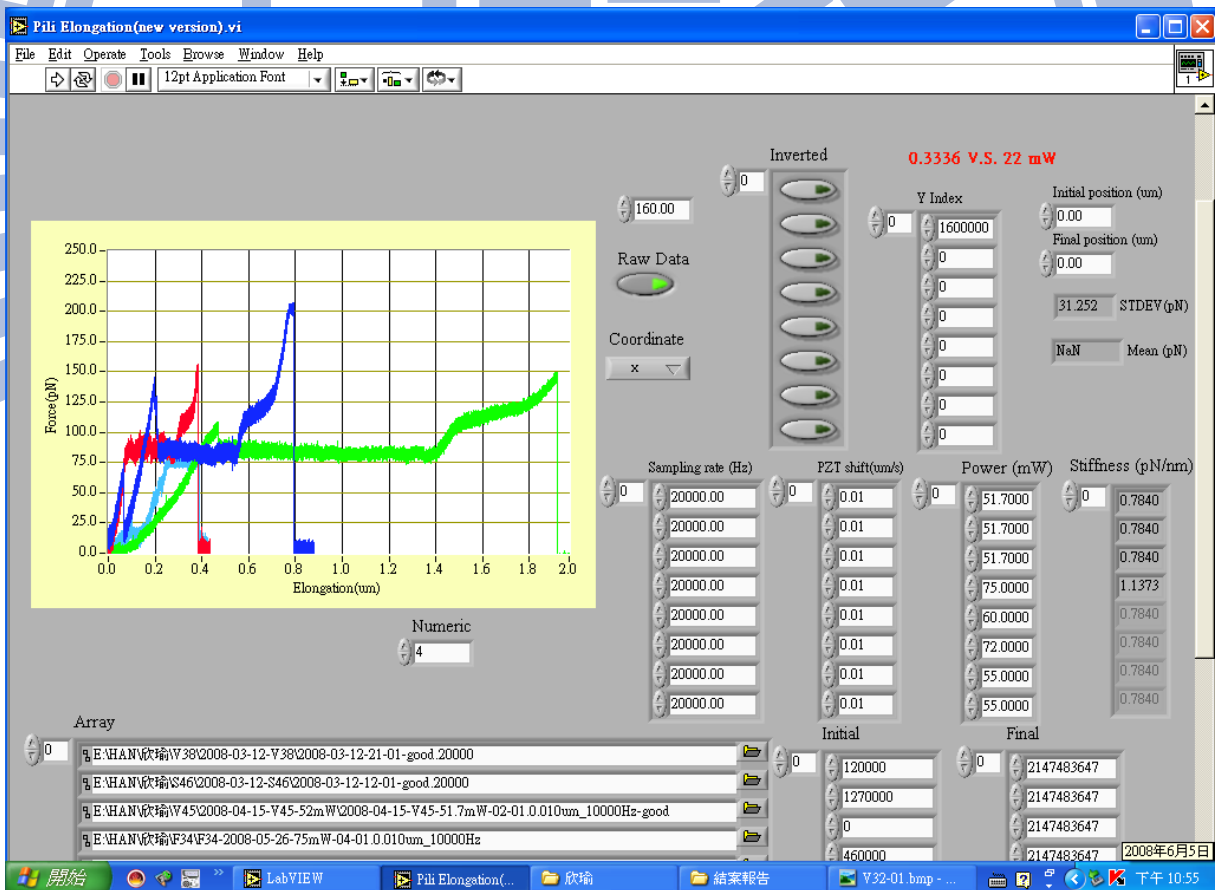 Pili Elongation(new version).vi
File Edit Operate Tools Browse Window Help
12pt Application Font
1
Inverted
0.3336 V.S. 22 mW
0
160.00
Raw Data
Coordinate
x
Y Index
0
1600000
0
0
0
0
0
0
0
Initial position (um)
0.00
Final position (um)
0.00
31.252 STDEV(pN)
NaN Mean (pN)
250.0
225.0
200.0
175.0
150.0
125.0
100.0
75.0
50.0
25.0
0.0
Force(pN)
0.0 0.2 0.4 0.6 0.8 1.0 1.2 1.4 1.6 1.8 2.0
Elongation(um)
Numeric
4
Sampling rate (Hz)
0
20000.00
20000.00
20000.00
20000.00
20000.00
20000.00
20000.00
20000.00
PZT shift(um/s)
0
0.01
0.01
0.01
0.01
0.01
0.01
0.01
0.01
Power (mW)
0
51.7000
51.7000
51.7000
75.0000
60.0000
72.0000
55.0000
55.0000
Stiffness (pN/nm)
0
0.7840
0.7840
0.7840
1.1373
0.7840
0.7840
0.7840
0.7840
Array
0
E:\HAN\欣瑜\V38\2008-03-12-V38\2008-03-12-21-01-good.20000
E:\HAN\欣瑜\S46\2008-03-12-S46\2008-03-12-12-01-good.20000
E:\HAN\欣瑜\V45\2008-04-15-V45-52mW\2008-04-15-V45-51.7mW-02-01.0.010um_10000Hz-good
E:\HAN\欣瑜\F34\F34-2008-05-26-75mW-04-01.0.010um_10000Hz
Initial
0
120000
1270000
0
460000
Final
0
2147483647
2147483647
2147483647
2147483647
2008年6月5日
開始
LabVIEW
Pili Elongation(...
欣瑜
結案報告
V32-01.bmp - ...
下午 10:55